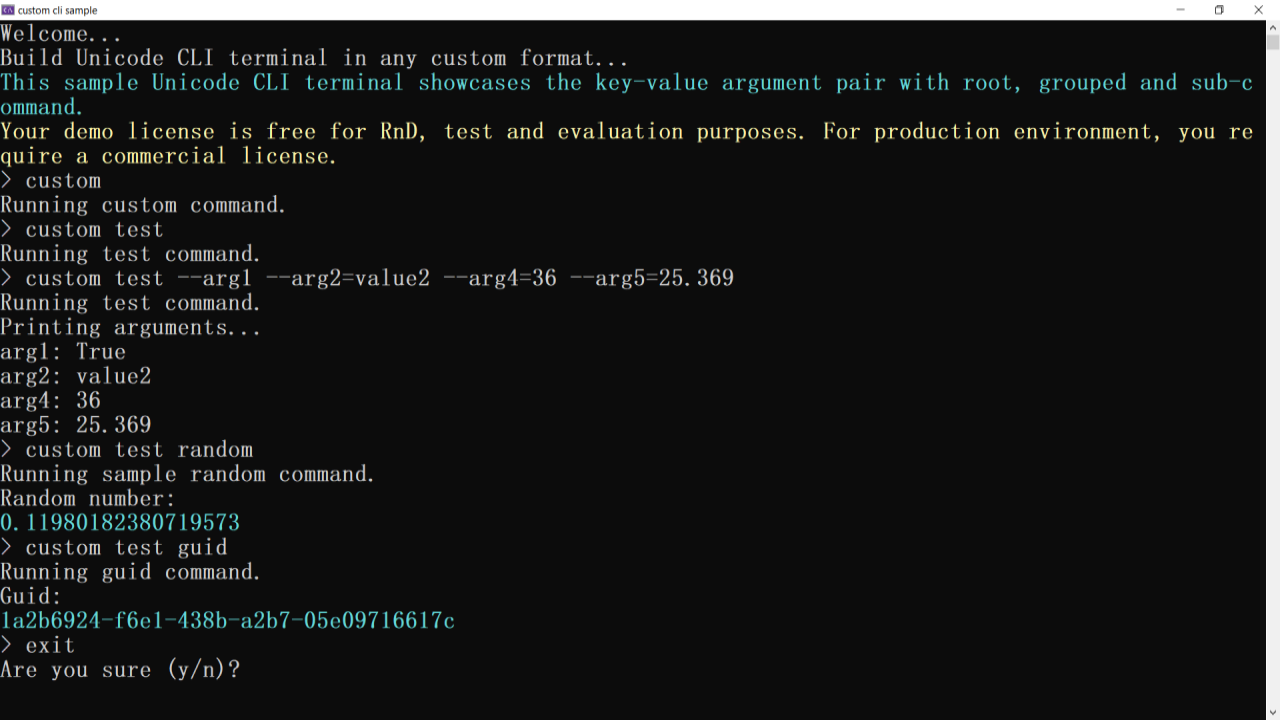 custom cli sample
Welcome...
Build Unicode CLI terminal in any custom format...
This sample Unicode CLI terminal showcases the key-value argument pair with root, grouped and sub-c
ommand.
Your demo license is free for RnD, test and evaluation purposes. For production environment, you re
quire a commercial license.
> custom
Running custom command.
> custom test
Running test command.
> custom test --arg1 --arg2=value2 --arg4=36 --arg5=25.369
Running test command.
Printing arguments...
arg1: True
arg2: value2
arg4: 36
arg5: 25.369
> custom test random
Running sample random command.
Random number:
0.11980182380719573
> custom test guid
Running guid command.
Guid:
1a2b6924-f6e1-438b-a2b7-05e09716617c
> exit
Are you sure (y/n)?